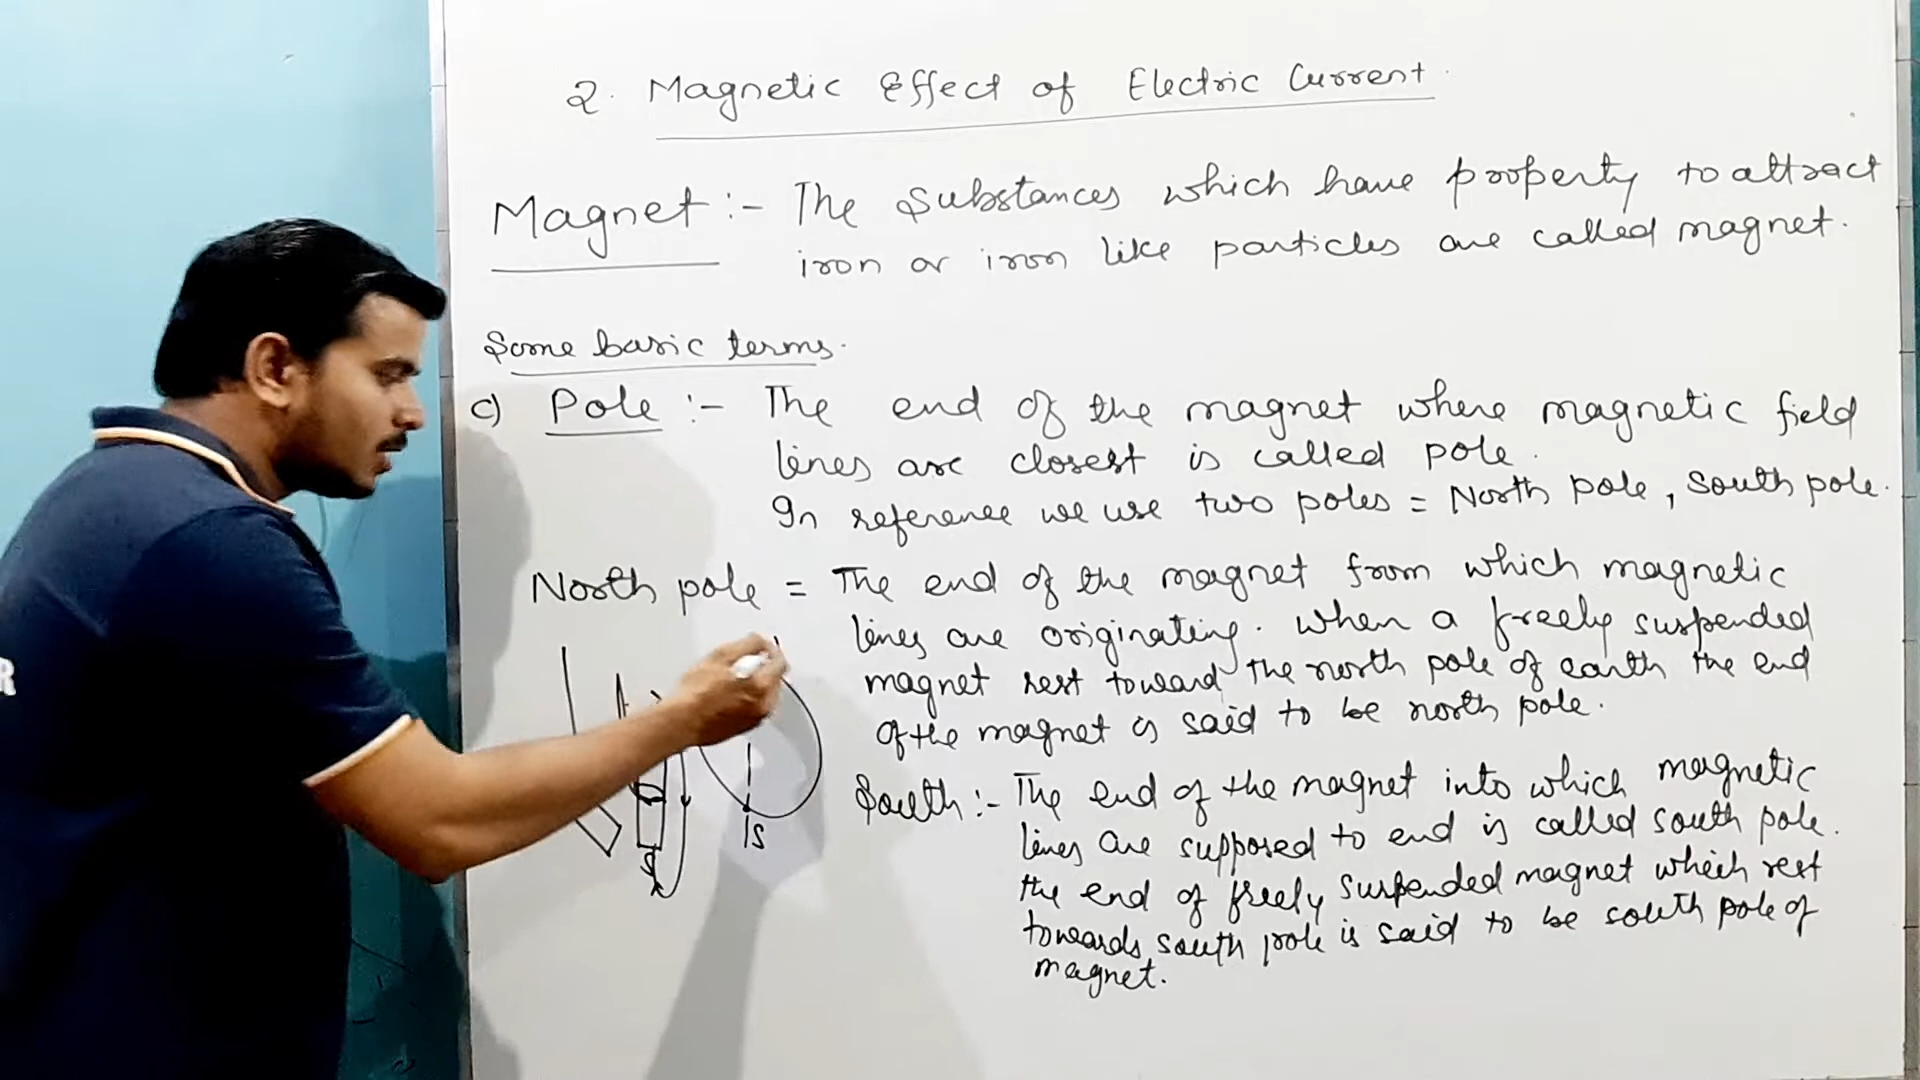 2. Magnetic Effect of Electric Current.
Magnet :- The Substances which have property to attract
iron or iron like particles are called magnet.
Some basic terms.
c) Pole :- The end of the magnet where magnetic field
lines are closest is called pole.
In reference we use two poles = North pole, South pole.
North pole = The end of the magnet from which magnetic
lines are originating. When a freely suspended
magnet rest toward the north pole of earth the end
of the magnet is said to be north pole.
South :- The end of the magnet into which magnetic
lines are supposed to end is called south pole.
the end of freely suspended magnet which rest
towards south pole is said to be south pole of
magnet.
S
S
R